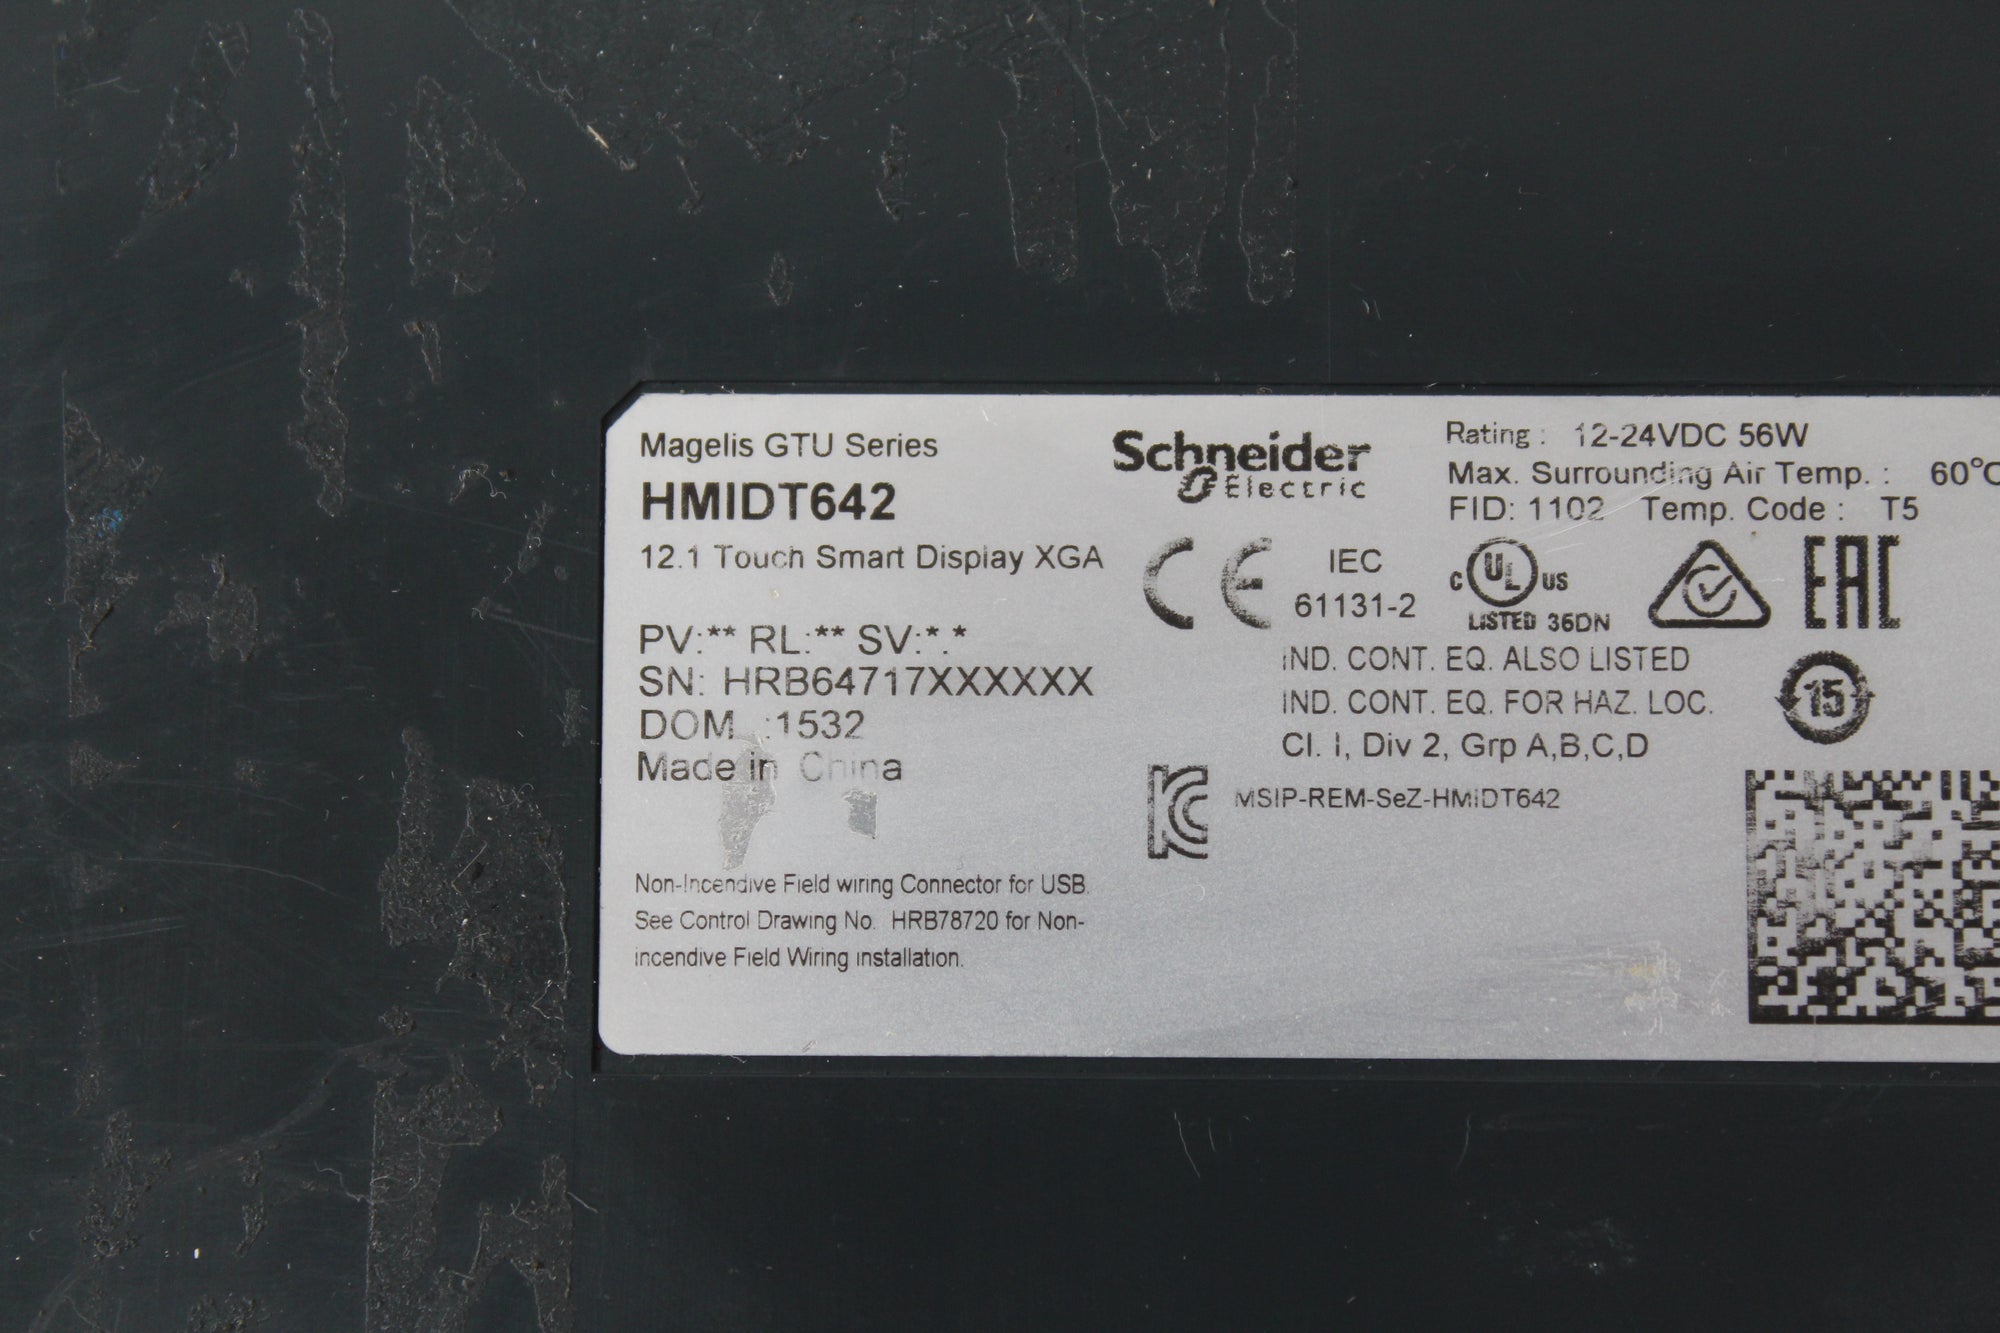 Magelis GTU Series
HMIDT642
12.1 Touch Smart Display XGA
PV:** RL:** SV:*.*
SN: HRB64717XXXXXX
DOM :1532
Made in China
Non-Incendive Field wiring Connector for USB.
See Control Drawing No. HRB78720 for Non-
incendive Field Wiring installation.
Schneider
Electric
Rating : 12-24VDC 56W
Max. Surrounding Air Temp. : 60°C
FID: 1102 Temp. Code : T5
CE
IEC
61131-2
C UL US
LISTED 36DN
EAC
IND. CONT. EQ. ALSO LISTED
IND. CONT. EQ. FOR HAZ. LOC.
Cl. I, Div 2, Grp A,B,C,D
15
KC
MSIP-REM-SeZ-HMIDT642